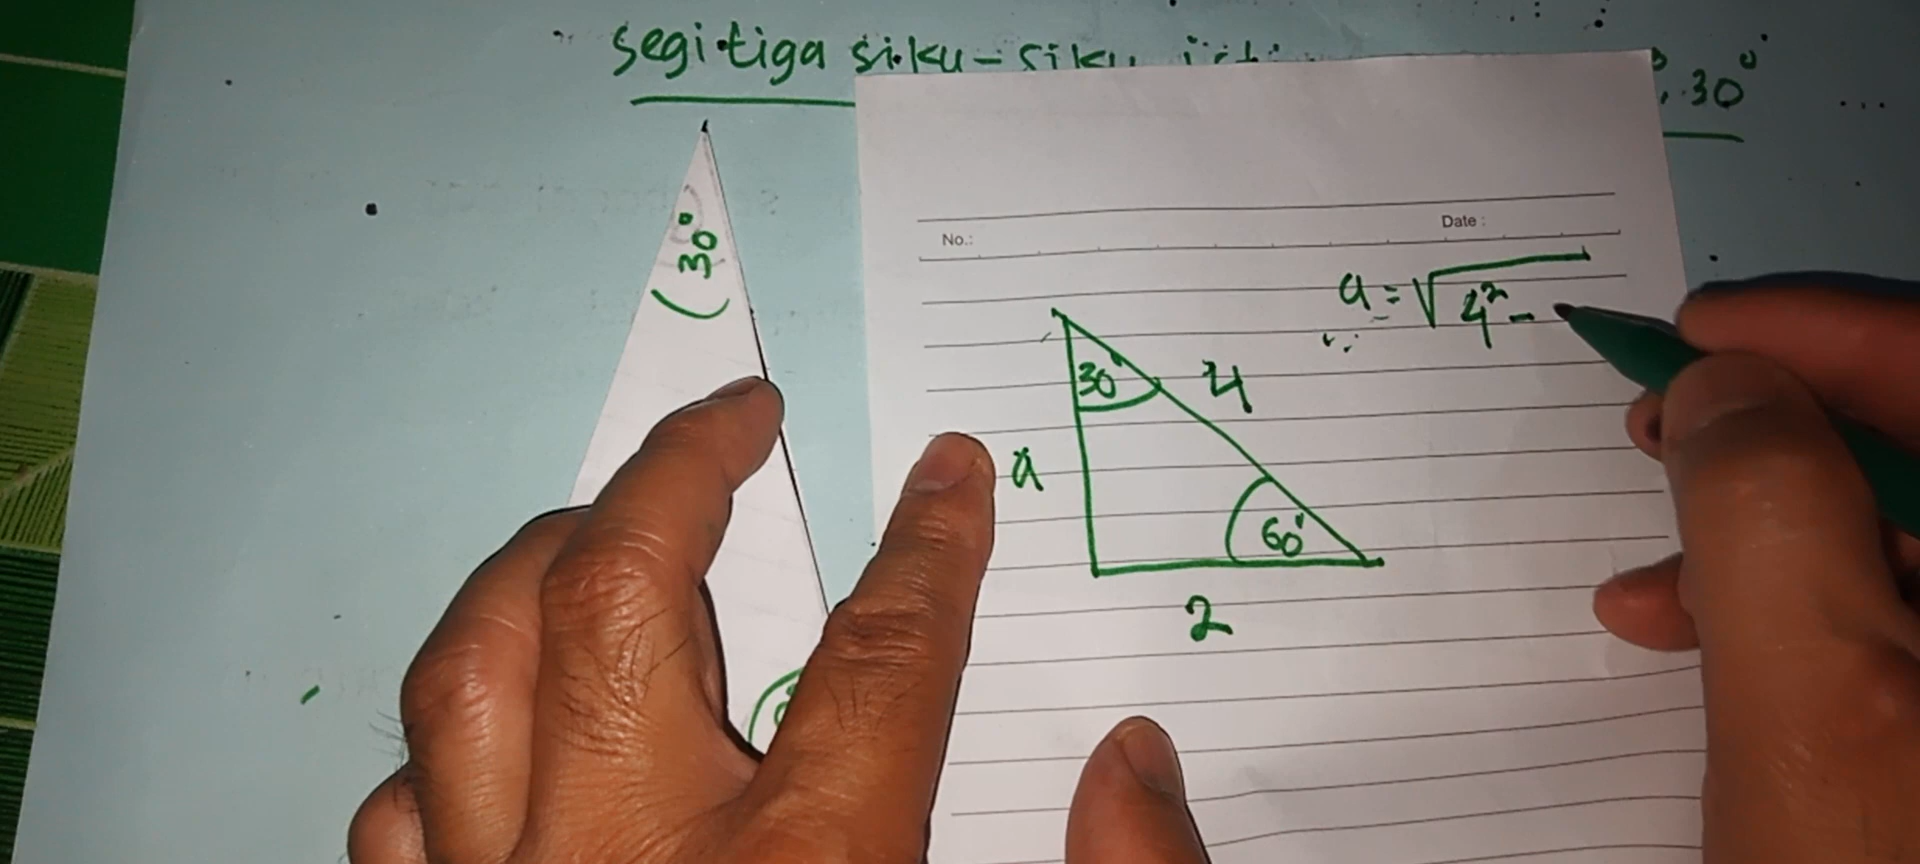 segitiga siku-siku
30°
30°
No.:
Date :
a = √4² -
30°
4
a
60°
2